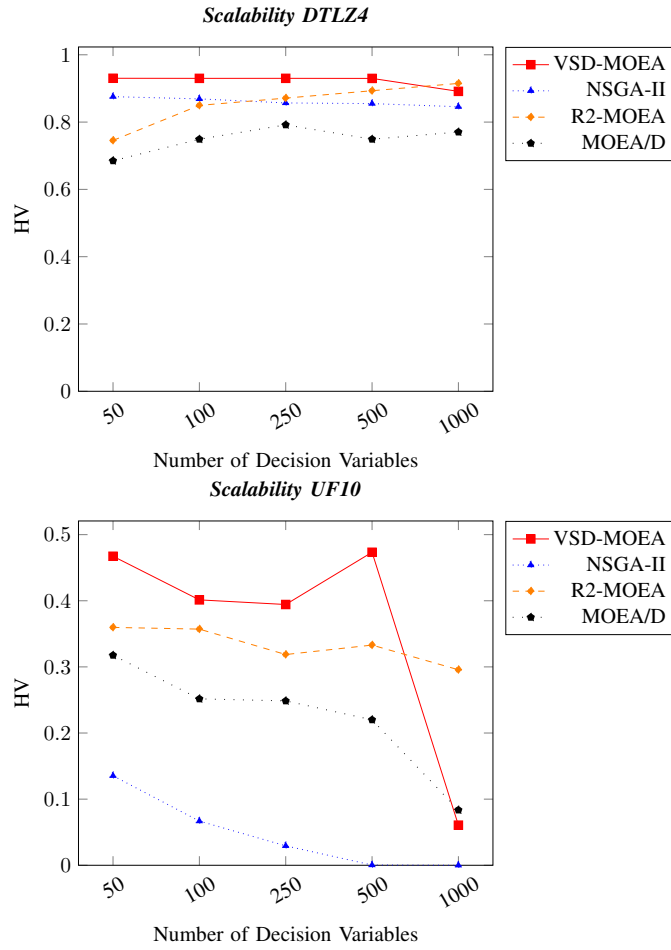 Scalability DTLZ4
1
0.8
0.6
0.4
0.2
0
HV
50 100 250 500 1000
Number of Decision Variables
VSD-MOEA
NSGA-II
R2-MOEA
MOEA/D
Scalability UF10
0.5
0.4
0.3
0.2
0.1
0
HV
50 100 250 500 1000
Number of Decision Variables
VSD-MOEA
NSGA-II
R2-MOEA
MOEA/D